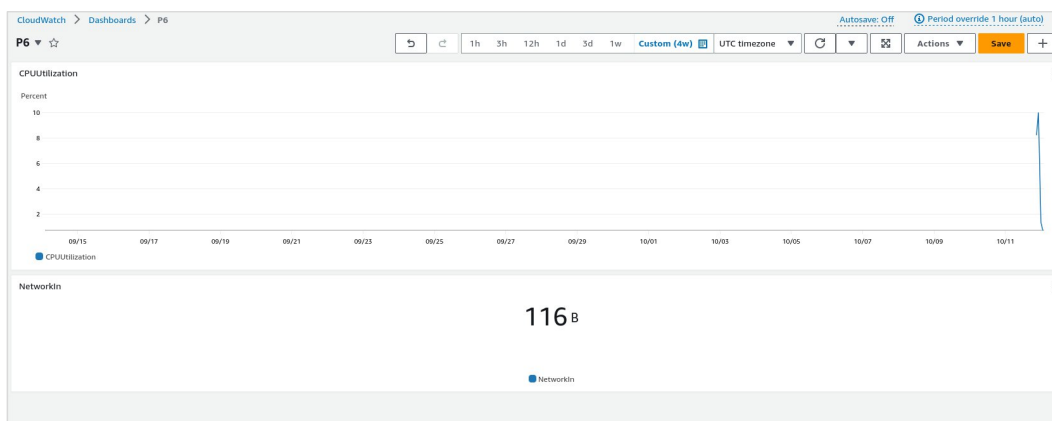 CloudWatch > Dashboards > P6
Autosave: Off
Period override 1 hour (auto)
P6
1h 3h 12h 1d 3d 1w Custom (4w) UTC timezone Actions Save
CPUUtilization
Percent
10
8
6
4
2
09/15 09/17 09/19 09/21 09/23 09/25 09/27 09/29 10/01 10/03 10/05 10/07 10/09 10/11
CPUUtilization
NetworkIn
116 B
NetworkIn